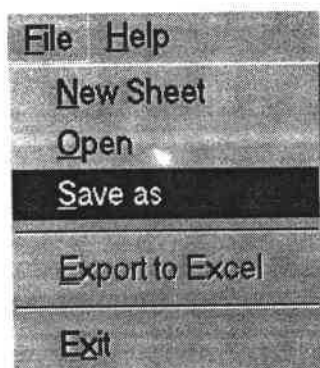 File Help
New Sheet
Open
Save as
Export to Excel
Exit